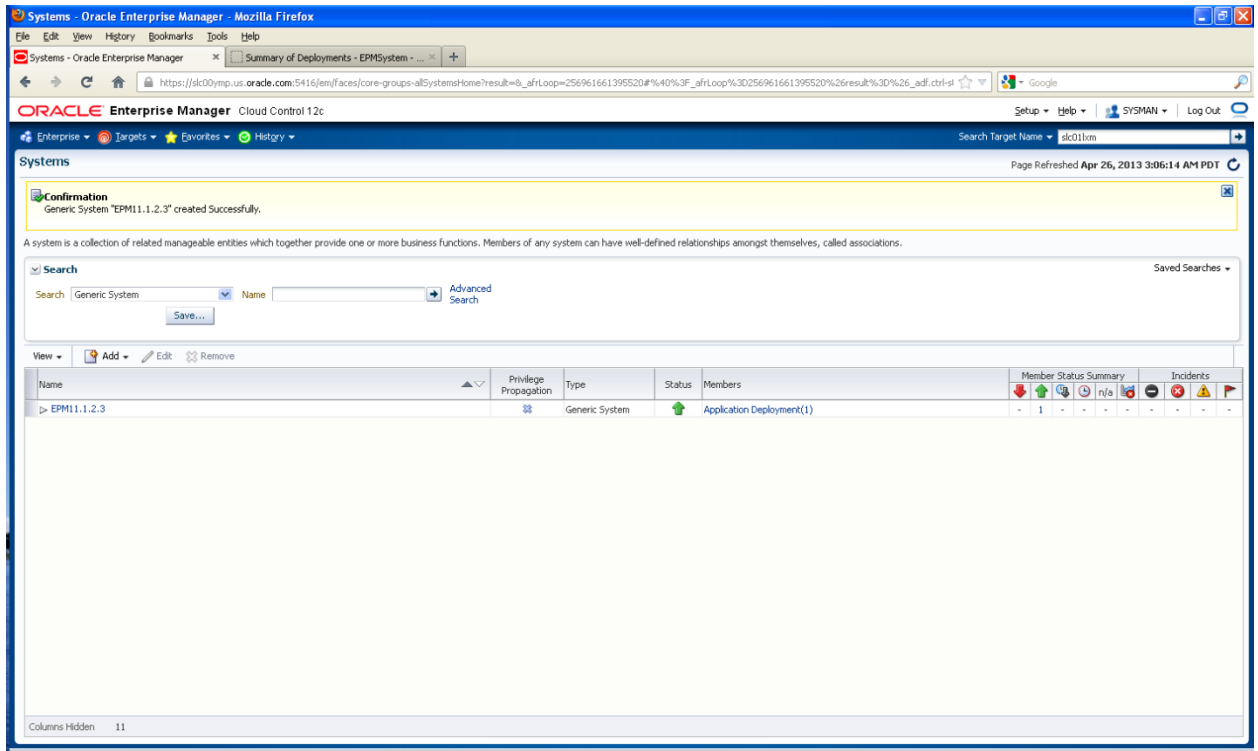 Systems - Oracle Enterprise Manager - Mozilla Firefox
File Edit View History Bookmarks Tools Help
Systems - Oracle Enterprise Manager × Summary of Deployments - EPMSystem - ... × +
https://slc00ymp.us.oracle.com:5416/em/faces/core-groups-allSystemsHome?result=&_afrLoop=256961661395520#%40%3F_afrLoop%3D256961661395520%26result%3D%26_adf.ctrl-sl Google
ORACLE Enterprise Manager Cloud Control 12c Setup Help SYSMAN Log Out
Enterprise Targets Favorites History Search Target Name slc01lxm
Systems Page Refreshed Apr 26, 2013 3:06:14 AM PDT
Confirmation
Generic System "EPM11.1.2.3" created Successfully.
A system is a collection of related manageable entities which together provide one or more business functions. Members of any system can have well-defined relationships amongst themselves, called associations.
Search Saved Searches
Search Generic System Name Advanced Search
Save...
View Add Edit Remove
Name Privilege Propagation Type Status Members Member Status Summary Incidents
n/a
EPM11.1.2.3 Generic System Application Deployment(1) - 1 - - - - - - - -
Columns Hidden 11